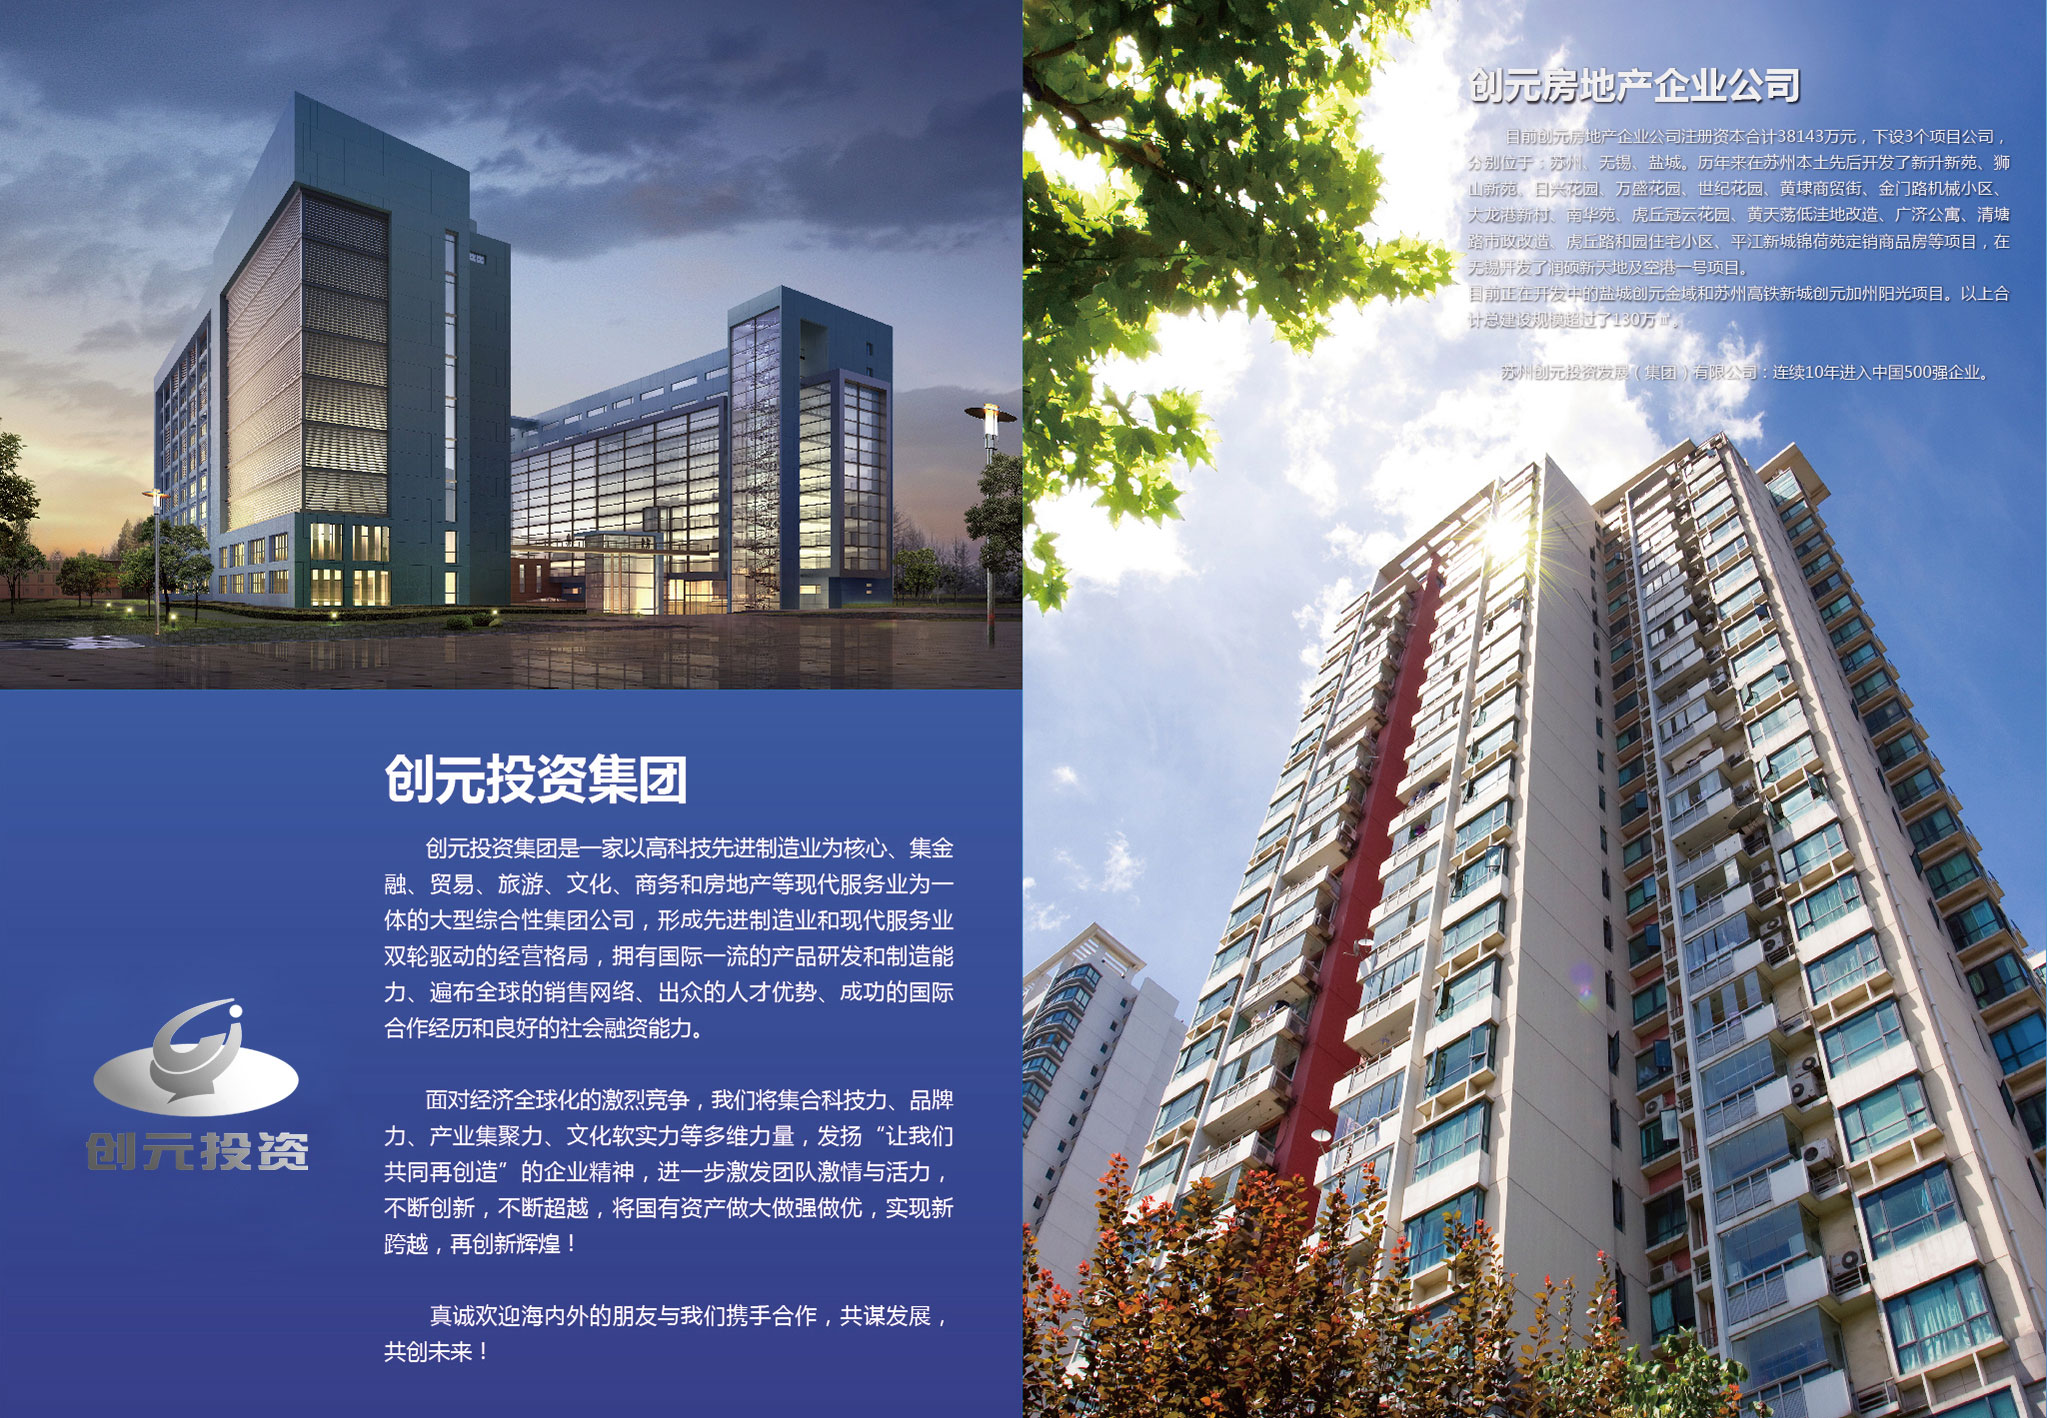 创元投资集团
创元投资集团是一家以高科技先进制造业为核心、集金
融、贸易、旅游、文化、商务和房地产等现代服务业为一
体的大型综合性集团公司，形成先进制造业和现代服务业
双轮驱动的经营格局，拥有国际一流的产品研发和制造能
力、遍布全球的销售网络、出众的人才优势、成功的国际
合作经历和良好的社会融资能力。
面对经济全球化的激烈竞争，我们将集合科技力、品牌
力、产业集聚力、文化软实力等多维力量，发扬“让我们
共同再创造”的企业精神，进一步激发团队激情与活力，
不断创新，不断超越，将国有资产做大做强做优，实现新
跨越，再创新辉煌！
真诚欢迎海内外的朋友与我们携手合作，共谋发展，
共创未来！
创元投资
创元房地产企业公司
目前创元房地产企业公司注册资本合计38143万元，下设3个项目公司，
分别位于：苏州、无锡、盐城。历年来在苏州本土先后开发了新升新苑、狮
山新苑、日兴花园、万盛花园、世纪花园、黄埭商贸街、金门路机械小区、
大龙港新村、南华苑、虎丘冠云花园、黄天荡低洼地改造、广济公寓、清塘
路市政改造、虎丘路和园住宅小区、平江新城锦荷苑定销商品房等项目，在
无锡开发了润硕新天地及空港一号项目。
目前正在开发中的盐城创元金域和苏州高铁新城创元加州阳光项目。以上合
计总建设规模超过了130万㎡。
苏州创元投资发展（集团）有限公司：连续10年进入中国500强企业。